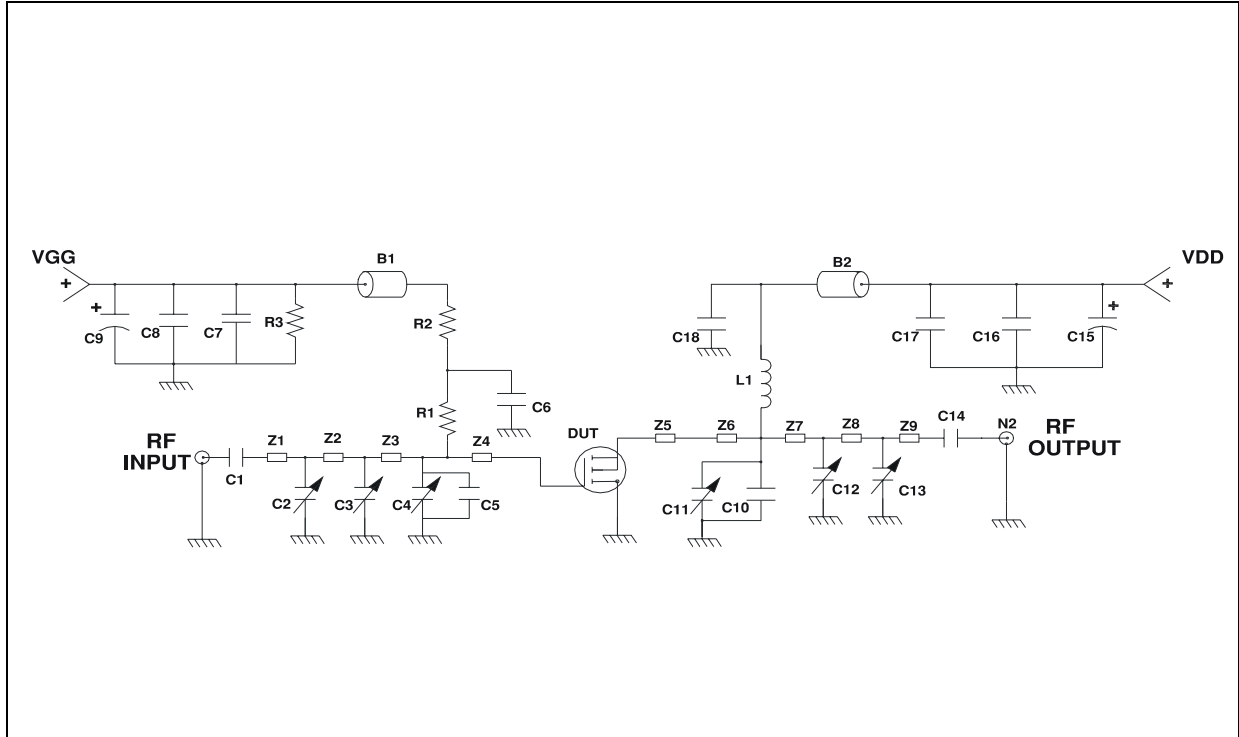 VGG
+
B1
B2
VDD
+
+
C9
C8
C7
R3
R2
C18
C17
C16
C15
+
L1
R1
C6
C14
N2
RF
INPUT
Z1
Z2
Z3
Z4
DUT
Z5
Z6
Z7
Z8
Z9
RF
OUTPUT
C1
C2
C3
C4
C5
C11
C10
C12
C13